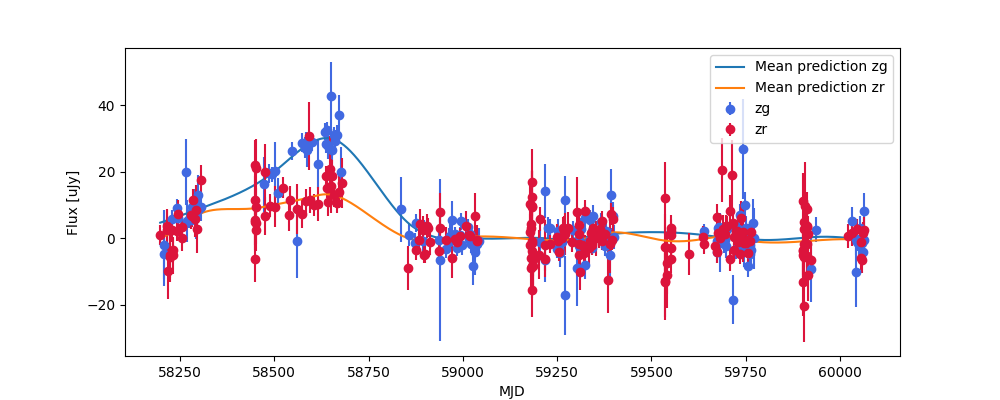 Mean prediction zg
Mean prediction zr
zg
zr
Flux [uJy]
40
20
0
−20
58250
58500
58750
59000
59250
59500
59750
60000
MJD